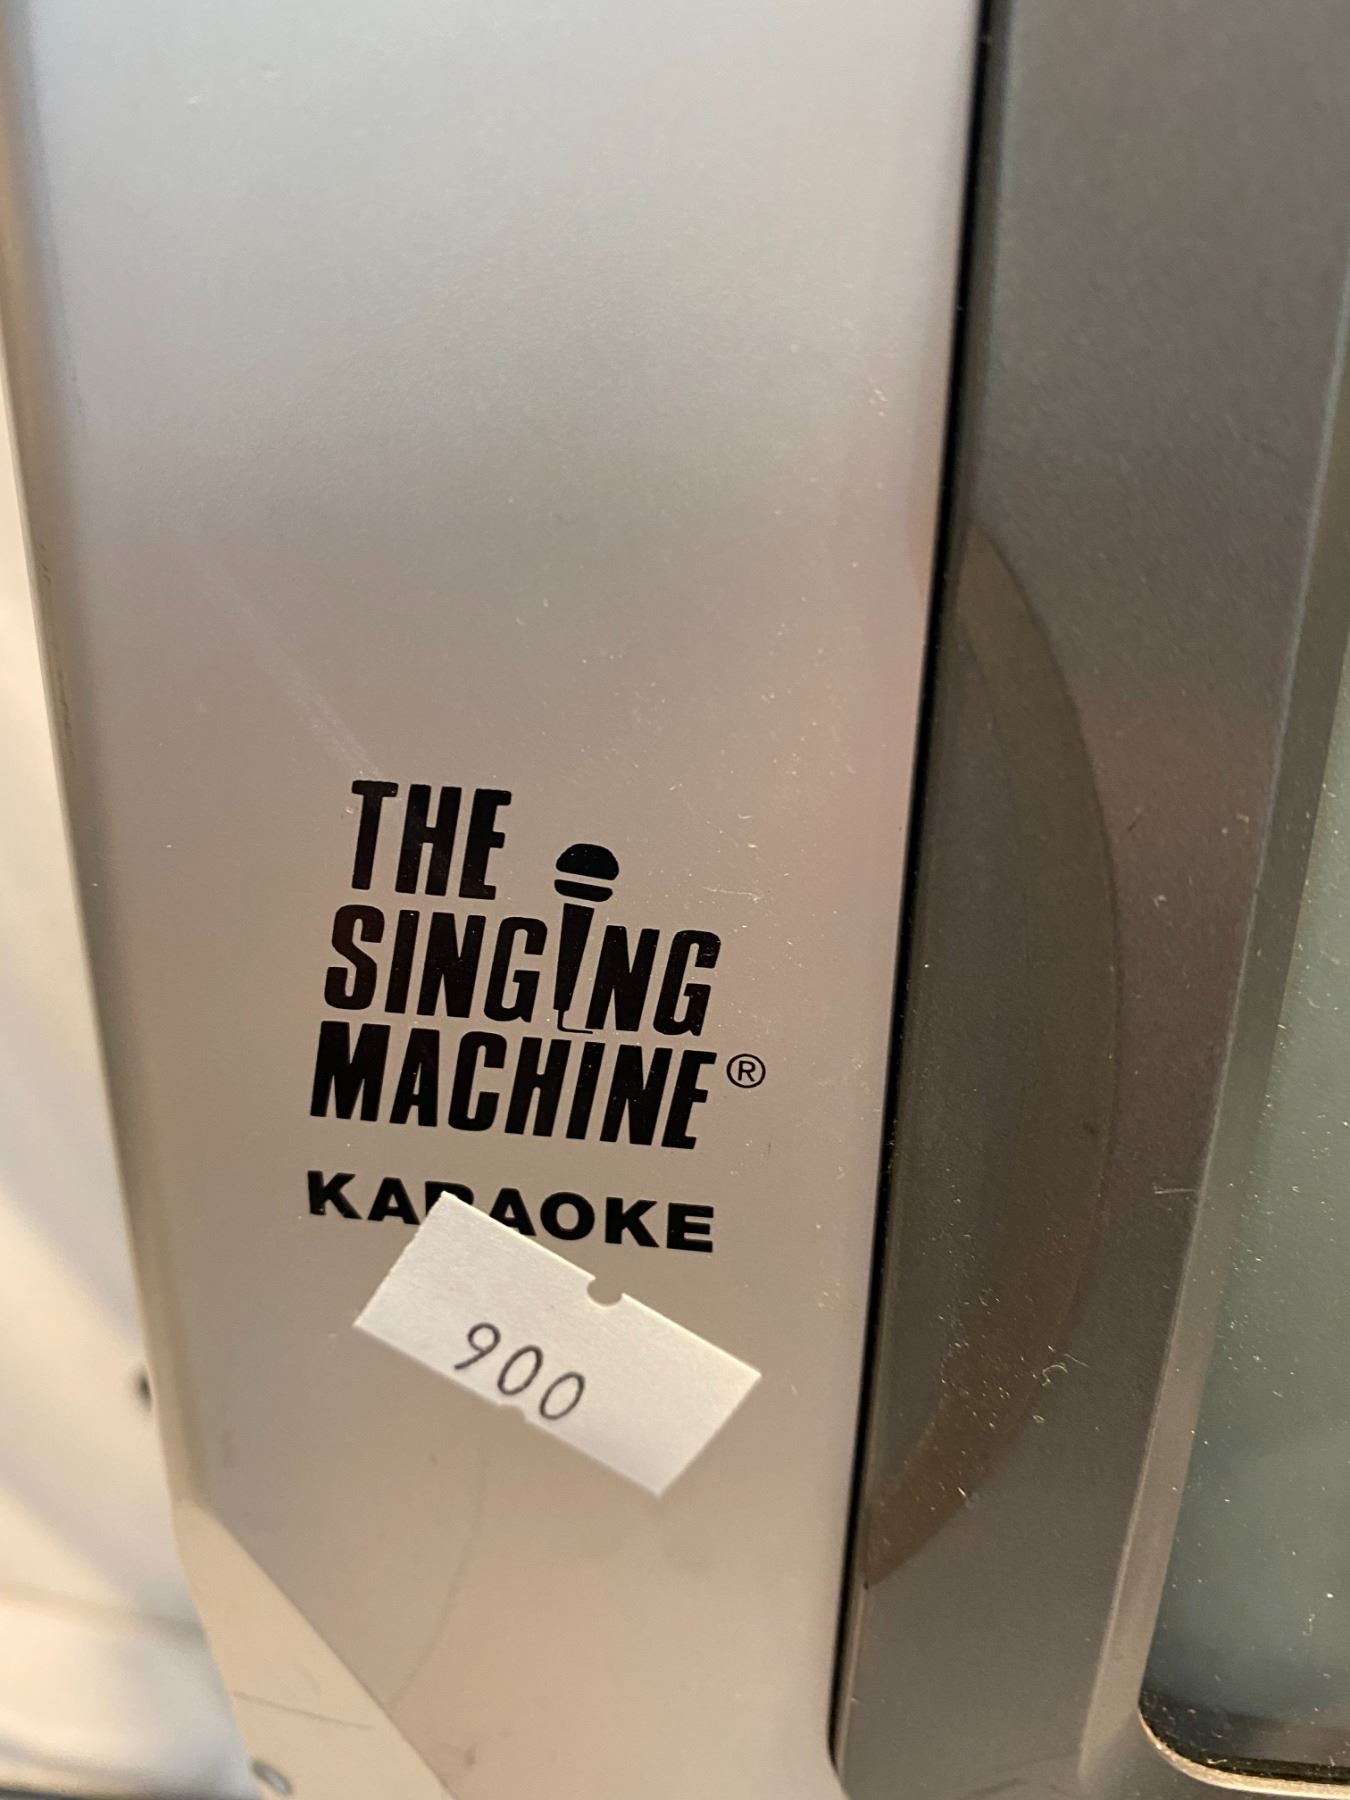 THE
SINGING
MACHINE®
KARAOKE
900